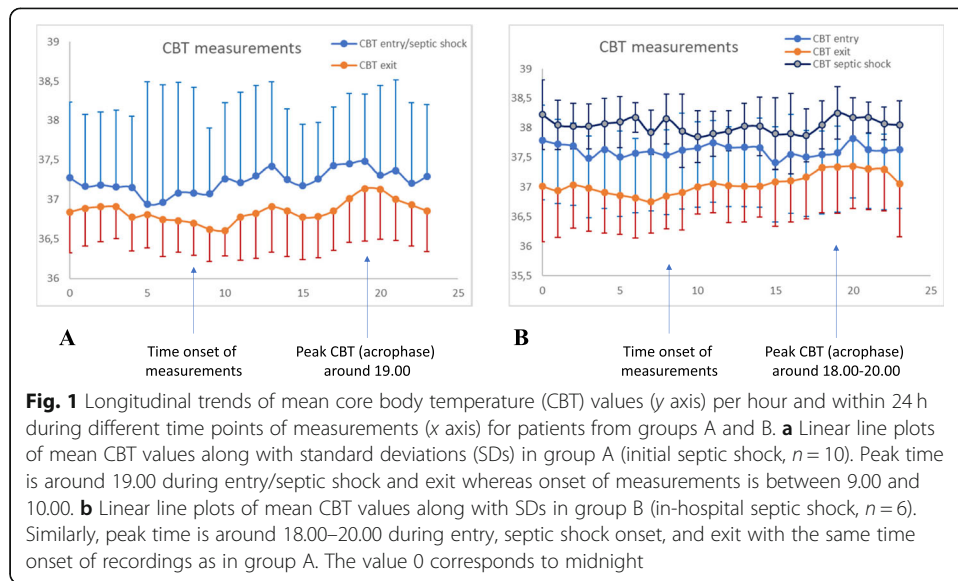 CBT measurements
CBT entry/septic shock
CBT exit
39
38,5
38
37,5
37
36,5
36
0
5
10
15
20
25
A
Time onset of
measurements
Peak CBT (acrophase)
around 19.00
CBT measurements
CBT entry
CBT exit
CBT septic shock
39
38,5
38
37,5
37
36,5
36
35,5
0
5
10
15
20
25
B
Time onset of
measurements
Peak CBT (acrophase)
around 18.00-20.00
Fig. 1 Longitudinal trends of mean core body temperature (CBT) values (y axis) per hour and within 24 h
during different time points of measurements (x axis) for patients from groups A and B. a Linear line plots
of mean CBT values along with standard deviations (SDs) in group A (initial septic shock, n = 10). Peak time
is around 19.00 during entry/septic shock and exit whereas onset of measurements is between 9.00 and
10.00. b Linear line plots of mean CBT values along with SDs in group B (in-hospital septic shock, n = 6).
Similarly, peak time is around 18.00–20.00 during entry, septic shock onset, and exit with the same time
onset of recordings as in group A. The value 0 corresponds to midnight